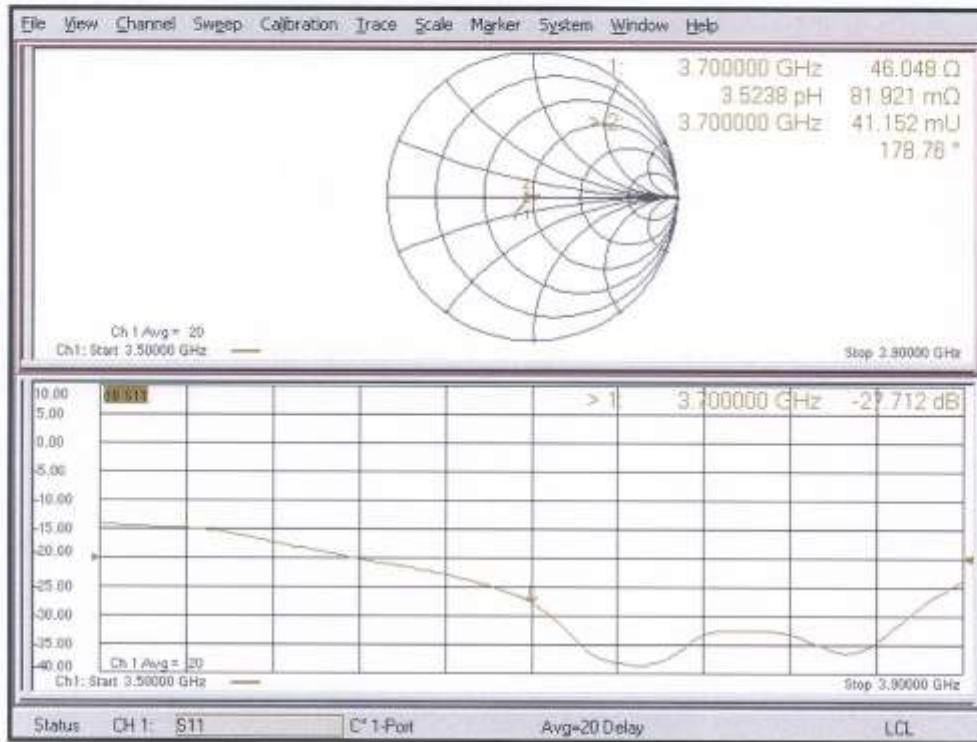 File View Channel Sweep Calibration Trace Scale Marker System Window Help
1: 3.700000 GHz 46.048 Ω
3.5238 pH 81.921 mΩ
> 2: 3.700000 GHz 41.152 mU
178.76 °
Ch 1 Avg = 20
Ch1: Start 3.50000 GHz
Stop 3.90000 GHz
10.00
dB S11
> 1: 3.700000 GHz -27.712 dB
5.00
0.00
-5.00
-10.00
-15.00
-20.00
-25.00
-30.00
-35.00
-40.00
Ch 1 Avg = 20
Ch1: Start 3.50000 GHz
Stop 3.90000 GHz
Status CH 1: S11 C* 1-Port Avg=20 Delay LCL